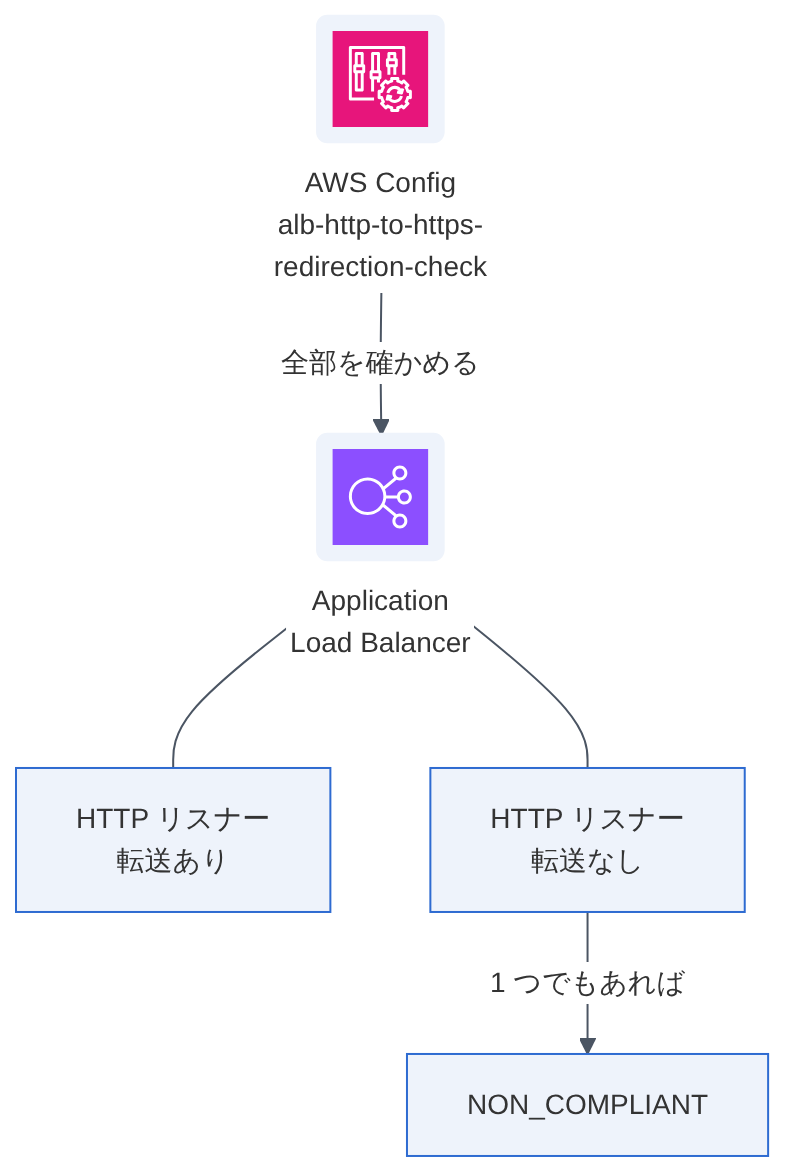 AWS Config
alb-http-to-https-
redirection-check
全部を確かめる
Application
Load Balancer
HTTP リスナー
転送あり
HTTP リスナー
転送なし
1 つでもあれば
NON_COMPLIANT